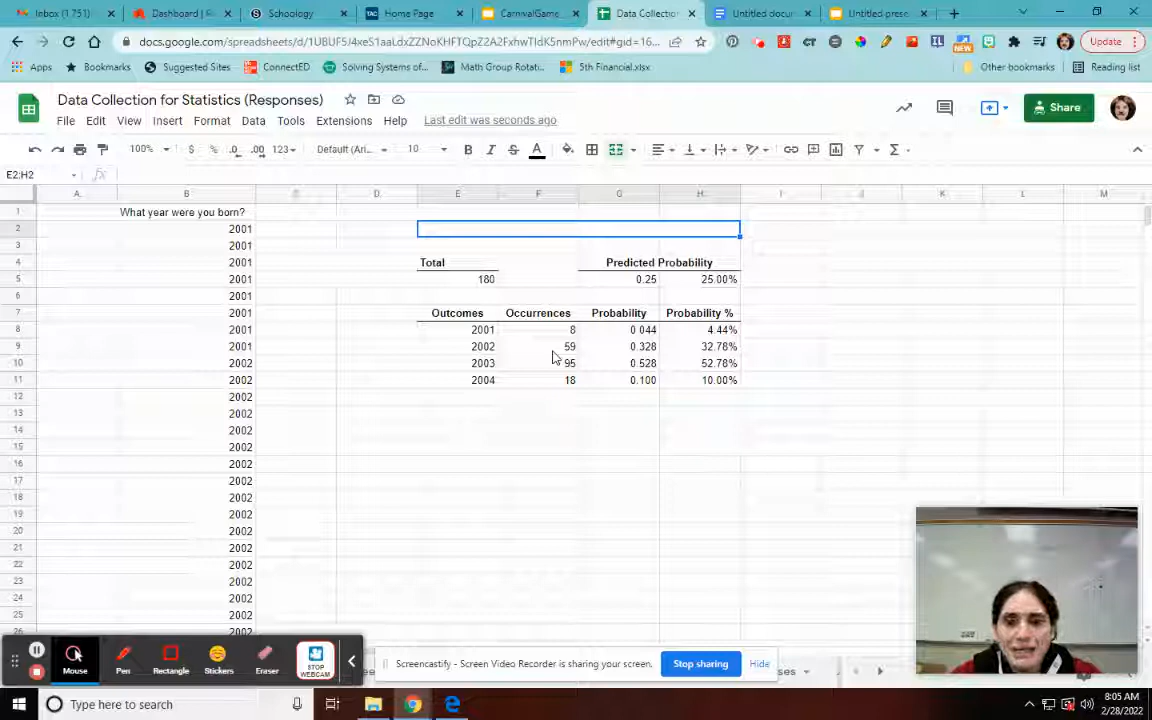 Inbox (1,751)
Dashboard | R
Schoology
TAC Home Page
CarnivalGame
Data Collectio
Untitled docum
Untitled prese
docs.google.com/spreadsheets/d/
Update
Apps Bookmarks Suggested Sites ConnectED Solving Systems of... Math Group Rotati... 5th Financial.xlsx Other bookmarks Reading list
Data Collection for Statistics (Responses)
Share
File Edit View Insert Format Data Tools Extensions Help Last edit was seconds ago
100% $ % .0 .00 123 Default (Ari... 10 B I S A
E2:H2 fx
A B D E F G H I K L M
1 What year were you born?
2 2001
3 2001
4 2001 Total Predicted Probability
5 2001 180 0.25 25.00%
6 2001
7 2001 Outcomes Occurrences Probability Probability %
8 2001 2001 8 0.044 4.44%
9 2001 2002 59 0.328 32.78%
10 2002 2003 95 0.528 52.78%
11 2002 2004 18 0.100 10.00%
12 2002
13 2002
14 2002
15 2002
16 2002
17 2002
18 2002
19 2002
20 2002
21 2002
22 2002
23 2002
24 2002
25 2002
26 2002
Mouse Pen Rectangle Stickers Eraser STOP WEBCAM
Screencastify - Screen Video Recorder is sharing your screen. Stop sharing Hide
Type here to search
8:05 AM
2/28/2022